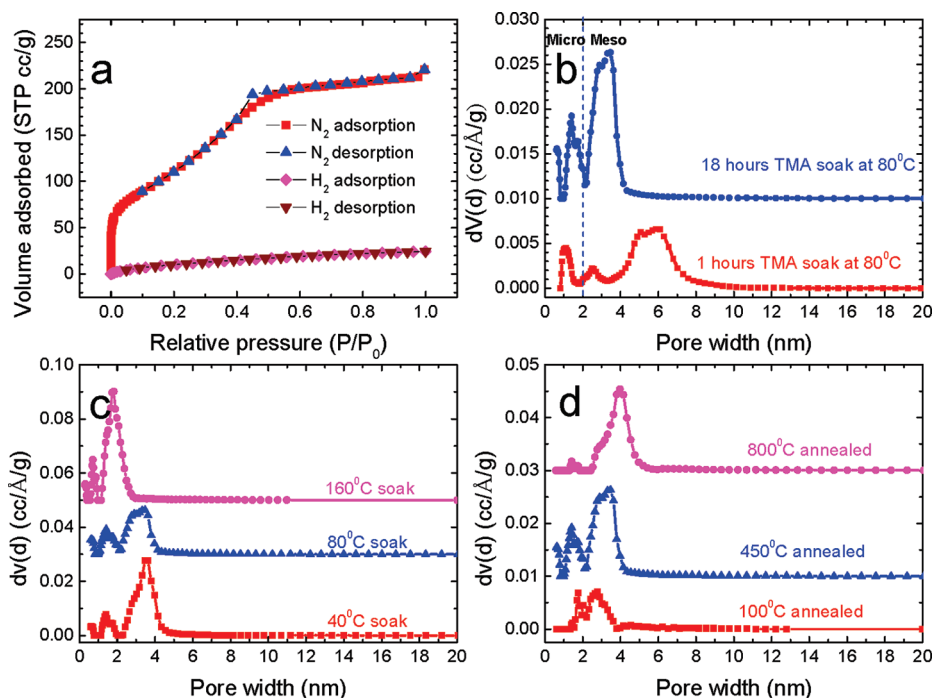 a
Volume adsorbed (STP cc/g)
250
200
150
100
50
0
N₂ adsorption
N₂ desorption
H₂ adsorption
H₂ desorption
0.0 0.2 0.4 0.6 0.8 1.0
Relative pressure (P/P₀)
b
Micro Meso
dV(d) (cc/Å/g)
0.030
0.025
0.020
0.015
0.010
0.005
0.000
18 hours TMA soak at 80⁰C
1 hours TMA soak at 80⁰C
0 2 4 6 8 10 12 14 16 18 20
Pore width (nm)
c
dv(d) (cc/Å/g)
0.10
0.08
0.06
0.04
0.02
0.00
160⁰C soak
80⁰C soak
40⁰C soak
0 2 4 6 8 10 12 14 16 18 20
Pore width (nm)
d
dv(d) (cc/Å/g)
0.05
0.04
0.03
0.02
0.01
0.00
800⁰C annealed
450⁰C annealed
100⁰C annealed
0 2 4 6 8 10 12 14 16 18 20
Pore width (nm)